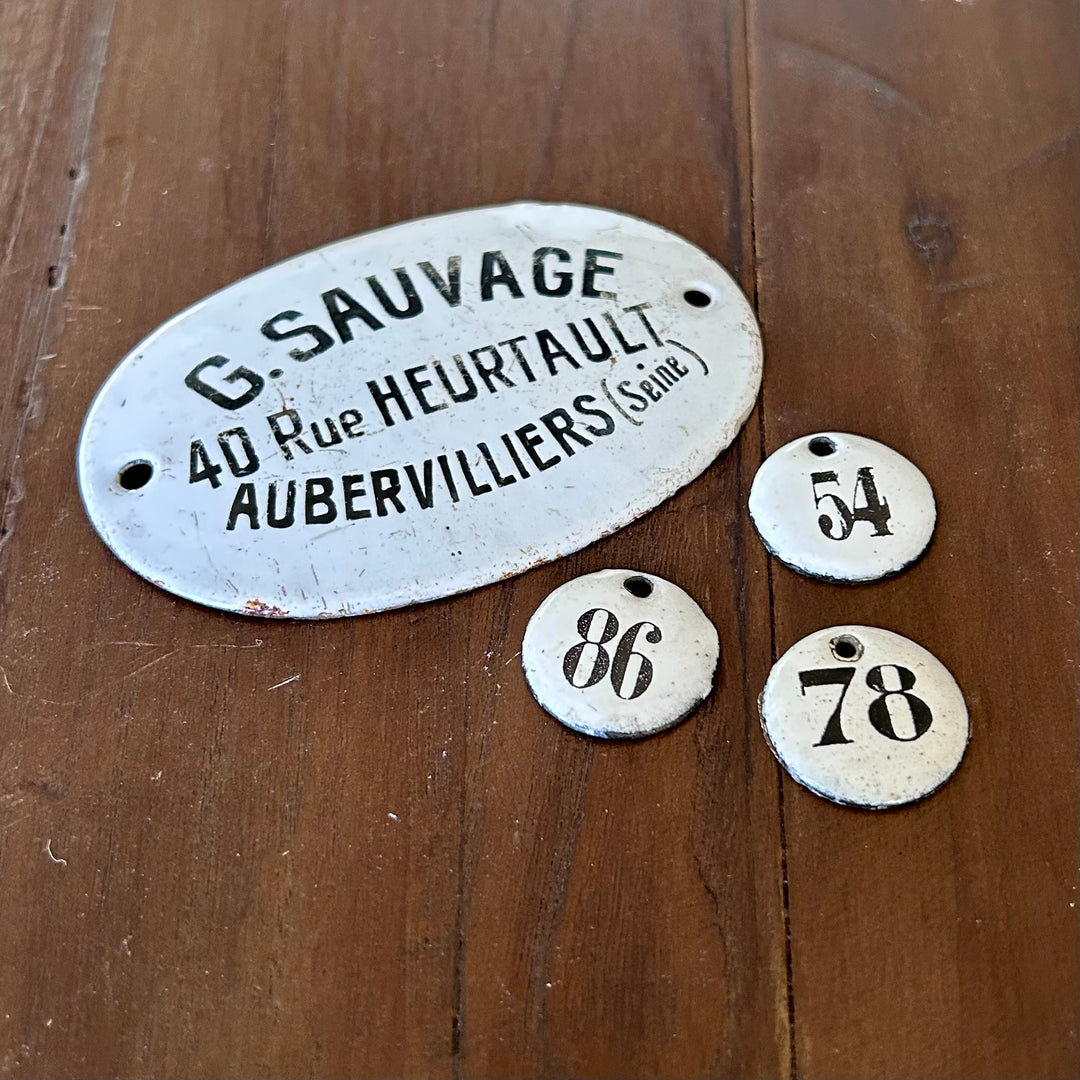 G. SAUVAGE
40 Rue HEURTAULT
AUBERVILLIERS (Seine)
54
86
78